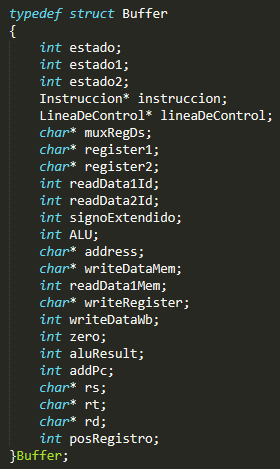 typedef struct Buffer
{
    int estado;
    int estado1;
    int estado2;
    Instruccion* instruccion;
    LineaDeControl* lineaDeControl;
    char* muxRegDs;
    char* register1;
    char* register2;
    int readData1Id;
    int readData2Id;
    int signoExtendido;
    int ALU;
    char* address;
    char* writeDataMem;
    int readData1Mem;
    char* writeRegister;
    int writeDataWb;
    int zero;
    int aluResult;
    int addPc;
    char* rs;
    char* rt;
    char* rd;
    int posRegistro;
}Buffer;